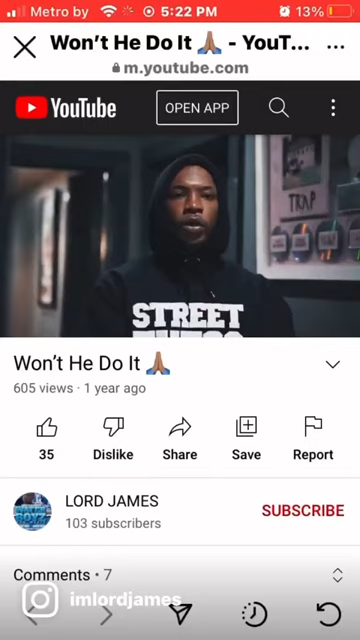 Metro by 5:22 PM 13%
Won't He Do It 🙏🏽 - YouT...
m.youtube.com
YouTube OPEN APP
TRAP
STREET
Won't He Do It 🙏🏽
605 views · 1 year ago
35 Dislike Share Save Report
LORD JAMES
103 subscribers
SUBSCRIBE
Comments • 7
imlordjames